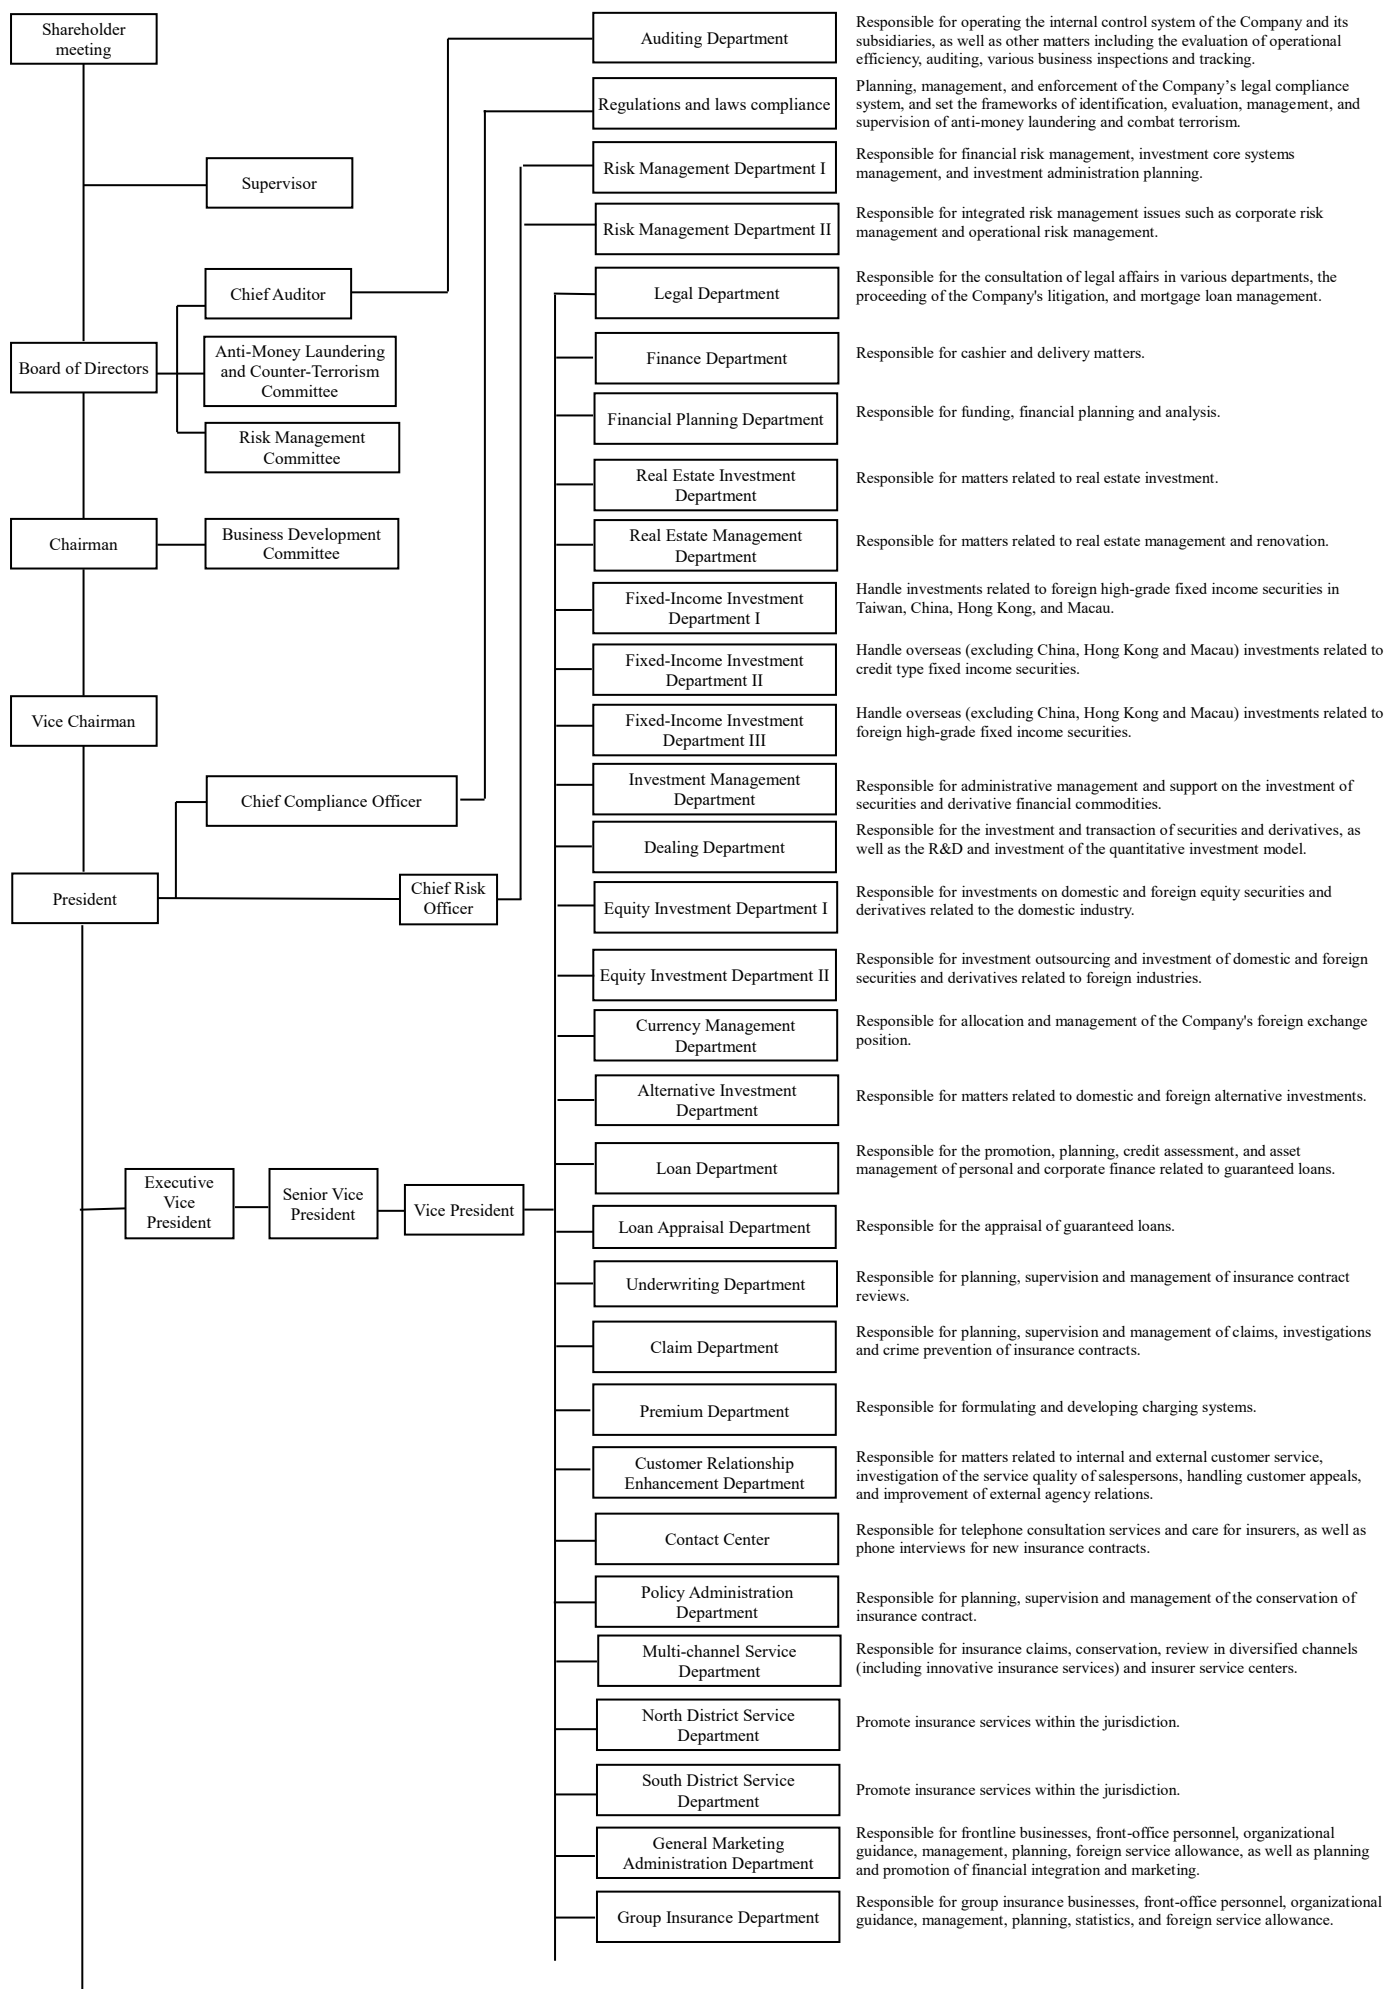 Shareholder
meeting
Supervisor
Chief Auditor
Board of Directors
Anti-Money Laundering
and Counter-Terrorism
Committee
Risk Management
Committee
Chairman
Business Development
Committee
Vice Chairman
Chief Compliance Officer
President
Chief Risk
Officer
Executive
Vice
President
Senior Vice
President
Vice President
Auditing Department
Responsible for operating the internal control system of the Company and its
subsidiaries, as well as other matters including the evaluation of operational
efficiency, auditing, various business inspections and tracking.
Regulations and laws compliance
Planning, management, and enforcement of the Company’s legal compliance
system, and set the frameworks of identification, evaluation, management, and
supervision of anti-money laundering and combat terrorism.
Risk Management Department I
Responsible for financial risk management, investment core systems
management, and investment administration planning.
Risk Management Department II
Responsible for integrated risk management issues such as corporate risk
management and operational risk management.
Legal Department
Responsible for the consultation of legal affairs in various departments, the
proceeding of the Company's litigation, and mortgage loan management.
Finance Department
Responsible for cashier and delivery matters.
Financial Planning Department
Responsible for funding, financial planning and analysis.
Real Estate Investment
Department
Responsible for matters related to real estate investment.
Real Estate Management
Department
Responsible for matters related to real estate management and renovation.
Fixed-Income Investment
Department I
Handle investments related to foreign high-grade fixed income securities in
Taiwan, China, Hong Kong, and Macau.
Fixed-Income Investment
Department II
Handle overseas (excluding China, Hong Kong and Macau) investments related to
credit type fixed income securities.
Fixed-Income Investment
Department III
Handle overseas (excluding China, Hong Kong and Macau) investments related to
foreign high-grade fixed income securities.
Investment Management
Department
Responsible for administrative management and support on the investment of
securities and derivative financial commodities.
Dealing Department
Responsible for the investment and transaction of securities and derivatives, as
well as the R&D and investment of the quantitative investment model.
Equity Investment Department I
Responsible for investments on domestic and foreign equity securities and
derivatives related to the domestic industry.
Equity Investment Department II
Responsible for investment outsourcing and investment of domestic and foreign
securities and derivatives related to foreign industries.
Currency Management
Department
Responsible for allocation and management of the Company's foreign exchange
position.
Alternative Investment
Department
Responsible for matters related to domestic and foreign alternative investments.
Loan Department
Responsible for the promotion, planning, credit assessment, and asset
management of personal and corporate finance related to guaranteed loans.
Loan Appraisal Department
Responsible for the appraisal of guaranteed loans.
Underwriting Department
Responsible for planning, supervision and management of insurance contract
reviews.
Claim Department
Responsible for planning, supervision and management of claims, investigations
and crime prevention of insurance contracts.
Premium Department
Responsible for formulating and developing charging systems.
Customer Relationship
Enhancement Department
Responsible for matters related to internal and external customer service,
investigation of the service quality of salespersons, handling customer appeals,
and improvement of external agency relations.
Contact Center
Responsible for telephone consultation services and care for insurers, as well as
phone interviews for new insurance contracts.
Policy Administration
Department
Responsible for planning, supervision and management of the conservation of
insurance contract.
Multi-channel Service
Department
Responsible for insurance claims, conservation, review in diversified channels
(including innovative insurance services) and insurer service centers.
North District Service
Department
Promote insurance services within the jurisdiction.
South District Service
Department
Promote insurance services within the jurisdiction.
General Marketing
Administration Department
Responsible for frontline businesses, front-office personnel, organizational
guidance, management, planning, foreign service allowance, as well as planning
and promotion of financial integration and marketing.
Group Insurance Department
Responsible for group insurance businesses, front-office personnel, organizational
guidance, management, planning, statistics, and foreign service allowance.